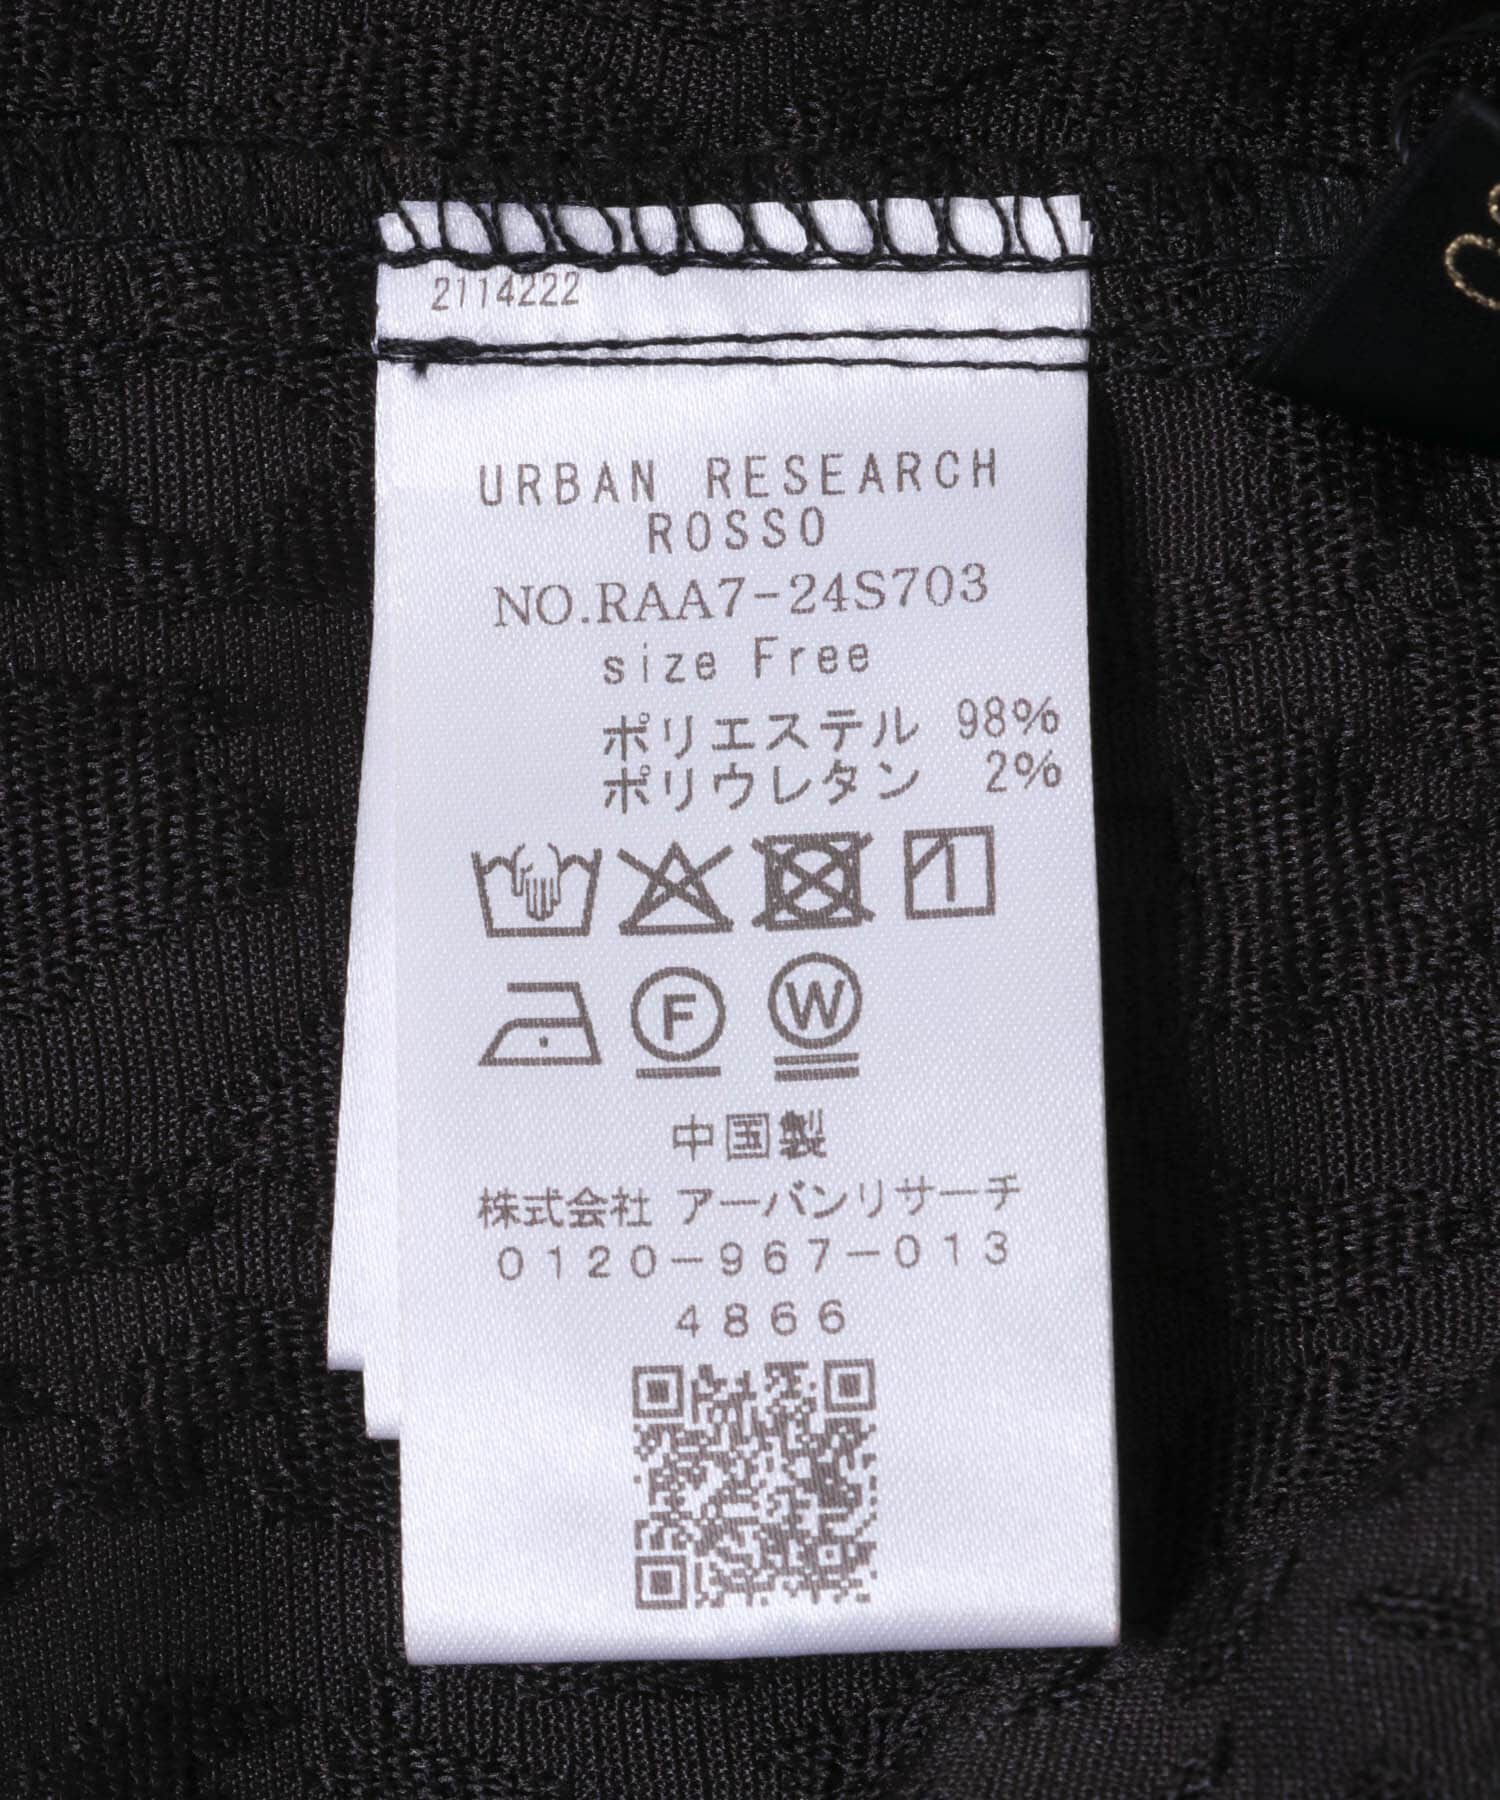 2114222
URBAN RESEARCH
ROSSO
NO.RAA7-24S703
size Free
ポリエステル 98%
ポリウレタン 2%
F W
中国製
株式会社 アーバンリサーチ
0120-967-013
4866